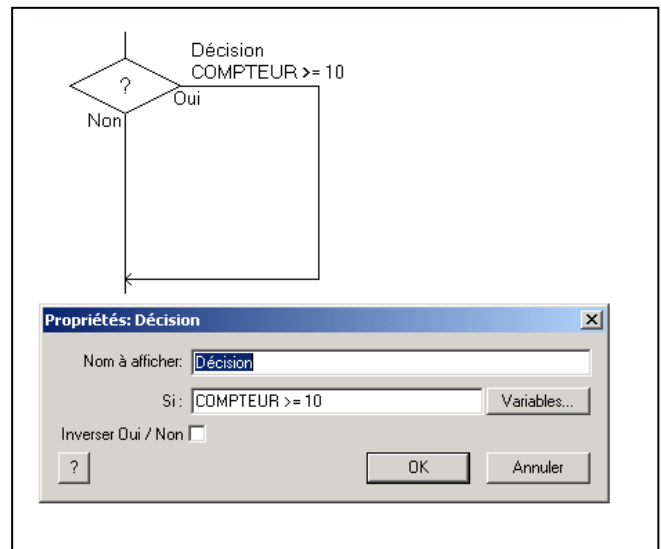 Décision
COMPTEUR >= 10
?
Oui
Non
Propriétés: Décision
Nom à afficher: Décision
Si : COMPTEUR >= 10 Variables...
Inverser Oui / Non
? OK Annuler